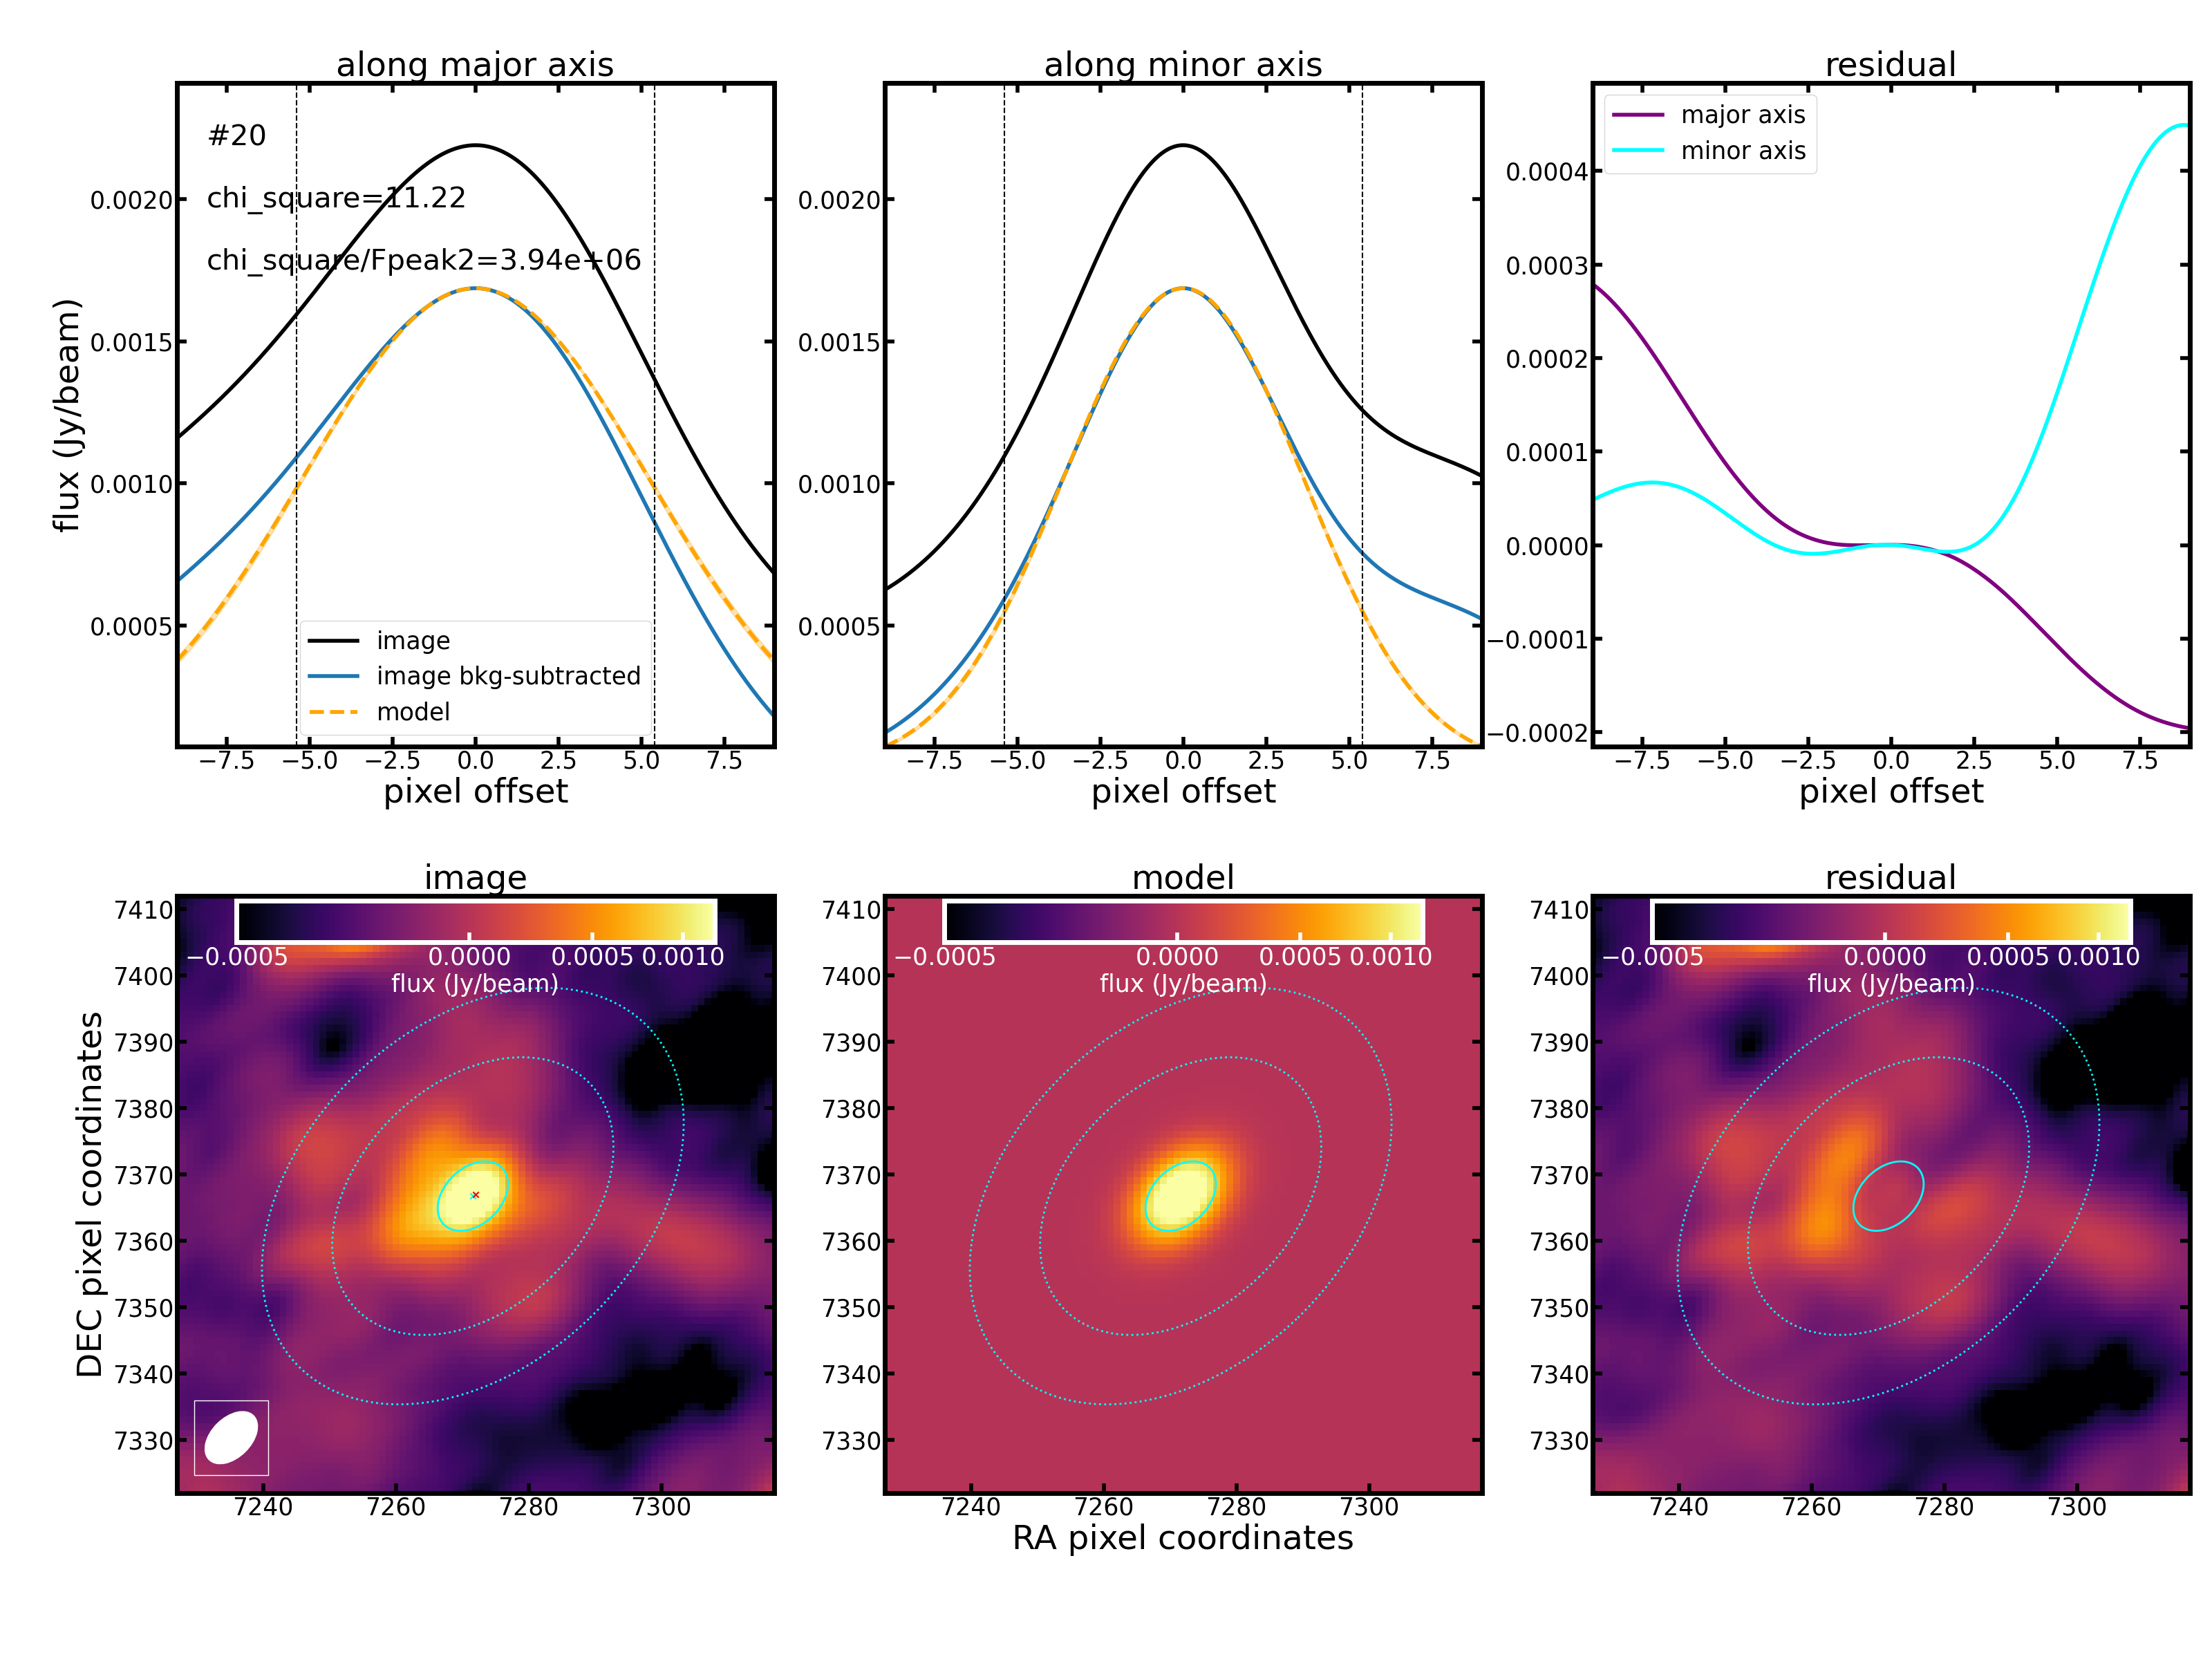 along major axis
along minor axis
residual
#20
chi_square=11.22
chi_square/Fpeak2=3.94e+06
0.0020
0.0015
0.0010
0.0005
flux (Jy/beam)
image
image bkg-subtracted
model
−7.5 −5.0 −2.5 0.0 2.5 5.0 7.5
pixel offset
0.0020
0.0015
0.0010
0.0005
−7.5 −5.0 −2.5 0.0 2.5 5.0 7.5
pixel offset
major axis
minor axis
0.0004
0.0003
0.0002
0.0001
0.0000
−0.0001
−0.0002
−7.5 −5.0 −2.5 0.0 2.5 5.0 7.5
pixel offset
image
model
residual
−0.0005 0.0000 0.0005 0.0010
flux (Jy/beam)
7410
7400
7390
7380
7370
7360
7350
7340
7330
DEC pixel coordinates
7240 7260 7280 7300
−0.0005 0.0000 0.0005 0.0010
flux (Jy/beam)
7410
7400
7390
7380
7370
7360
7350
7340
7330
7240 7260 7280 7300
RA pixel coordinates
−0.0005 0.0000 0.0005 0.0010
flux (Jy/beam)
7410
7400
7390
7380
7370
7360
7350
7340
7330
7240 7260 7280 7300